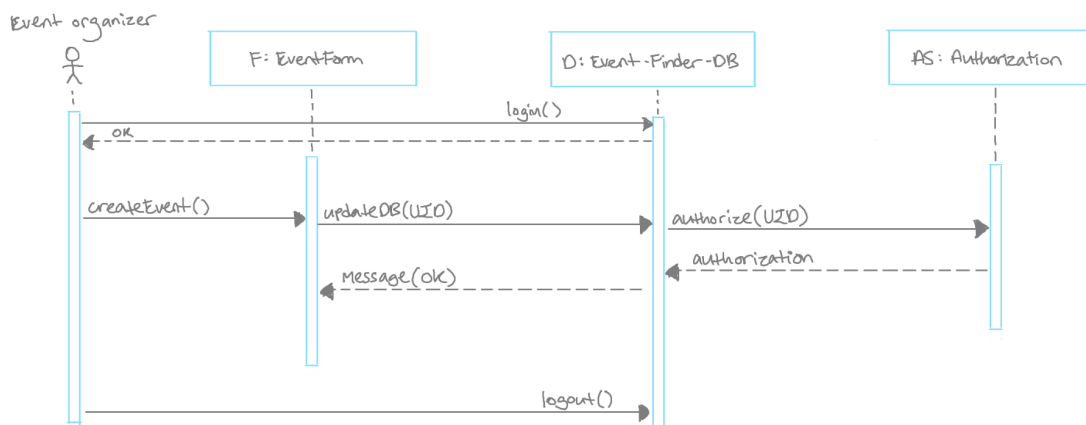 Event organizer
F: EventForm
D: Event-Finder-DB
AS: Authorization
login()
OK
createEvent()
updateDB(UID)
authorize(UID)
authorization
Message(OK)
logout()